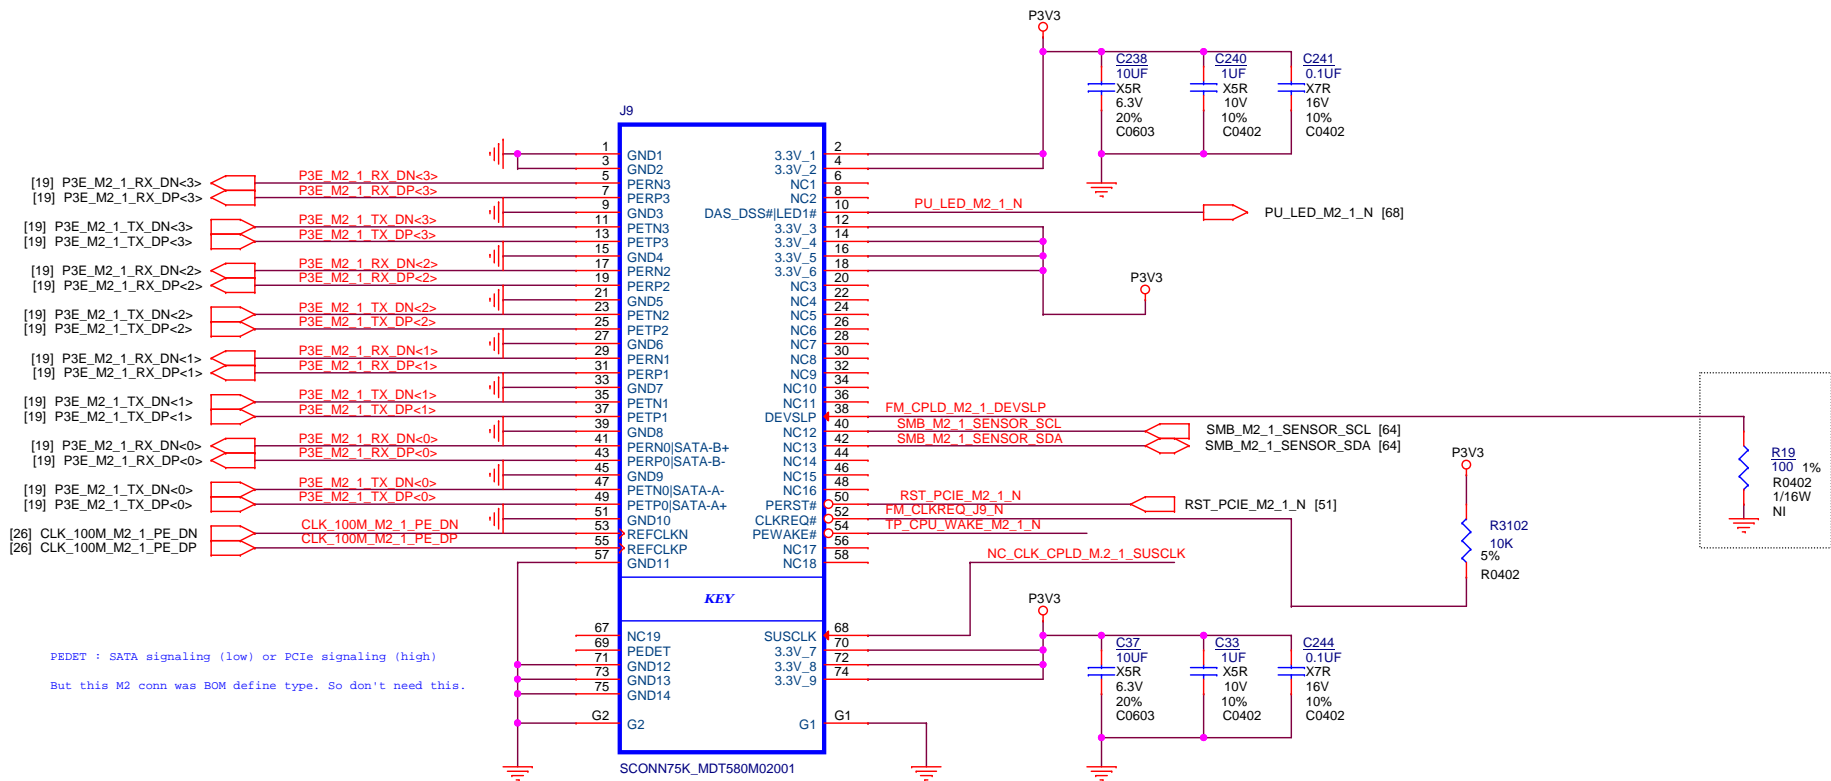 P3V3
C238
10UF
X5R
6.3V
20%
C0603
C240
1UF
X5R
10V
10%
C0402
C241
0.1UF
X7R
16V
10%
C0402
J9
1 GND1 3.3V_1 2
3 GND2 3.3V_2 4
[19] P3E_M2_1_RX_DN<3> P3E_M2_1_RX_DN<3> 5 PERN3 NC1 6
[19] P3E_M2_1_RX_DP<3> P3E_M2_1_RX_DP<3> 7 PERP3 NC2 8
9 GND3 DAS_DSS#|LED1# 10 PU_LED_M2_1_N PU_LED_M2_1_N [68]
[19] P3E_M2_1_TX_DN<3> P3E_M2_1_TX_DN<3> 11 PETN3 3.3V_3 12
[19] P3E_M2_1_TX_DP<3> P3E_M2_1_TX_DP<3> 13 PETP3 3.3V_4 14
15 GND4 3.3V_5 16
[19] P3E_M2_1_RX_DN<2> P3E_M2_1_RX_DN<2> 17 PERN2 3.3V_6 18
[19] P3E_M2_1_RX_DP<2> P3E_M2_1_RX_DP<2> 19 PERP2 NC3 20
P3V3
21 GND5 NC4 22
[19] P3E_M2_1_TX_DN<2> P3E_M2_1_TX_DN<2> 23 PETN2 NC5 24
[19] P3E_M2_1_TX_DP<2> P3E_M2_1_TX_DP<2> 25 PETP2 NC6 26
27 GND6 NC7 28
[19] P3E_M2_1_RX_DN<1> P3E_M2_1_RX_DN<1> 29 PERN1 NC8 30
[19] P3E_M2_1_RX_DP<1> P3E_M2_1_RX_DP<1> 31 PERP1 NC9 32
33 GND7 NC10 34
[19] P3E_M2_1_TX_DN<1> P3E_M2_1_TX_DN<1> 35 PETN1 NC11 36
[19] P3E_M2_1_TX_DP<1> P3E_M2_1_TX_DP<1> 37 PETP1 DEVSLP 38 FM_CPLD_M2_1_DEVSLP
39 GND8 NC12 40 SMB_M2_1_SENSOR_SCL SMB_M2_1_SENSOR_SCL [64]
[19] P3E_M2_1_RX_DN<0> P3E_M2_1_RX_DN<0> 41 PERN0|SATA-B+ NC13 42 SMB_M2_1_SENSOR_SDA SMB_M2_1_SENSOR_SDA [64]
[19] P3E_M2_1_RX_DP<0> P3E_M2_1_RX_DP<0> 43 PERP0|SATA-B- NC14 44
45 GND9 NC15 46
[19] P3E_M2_1_TX_DN<0> P3E_M2_1_TX_DN<0> 47 PETN0|SATA-A- NC16 48
[19] P3E_M2_1_TX_DP<0> P3E_M2_1_TX_DP<0> 49 PETP0|SATA-A+ PERST# 50 RST_PCIE_M2_1_N RST_PCIE_M2_1_N [51]
51 GND10 CLKREQ# 52 FM_CLKREQ_J9_N
[26] CLK_100M_M2_1_PE_DN CLK_100M_M2_1_PE_DN 53 REFCLKN PEWAKE# 54 TP_CPU_WAKE_M2_1_N
[26] CLK_100M_M2_1_PE_DP CLK_100M_M2_1_PE_DP 55 REFCLKP NC17 56
57 GND11 NC18 58 NC_CLK_CPLD_M.2_1_SUSCLK
R19
100 1%
R0402
1/16W
NI
P3V3
R3102
10K
5%
R0402
KEY
P3V3
67 NC19 SUSCLK 68
69 PEDET 3.3V_7 70
71 GND12 3.3V_8 72
73 GND13 3.3V_9 74
75 GND14
G2 G2 G1 G1
C37
10UF
X5R
6.3V
20%
C0603
C33
1UF
X5R
10V
10%
C0402
C244
0.1UF
X7R
16V
10%
C0402
PEDET : SATA signaling (low) or PCIe signaling (high)
But this M2 conn was BOM define type. So don't need this.
SCONN75K_MDT580M02001